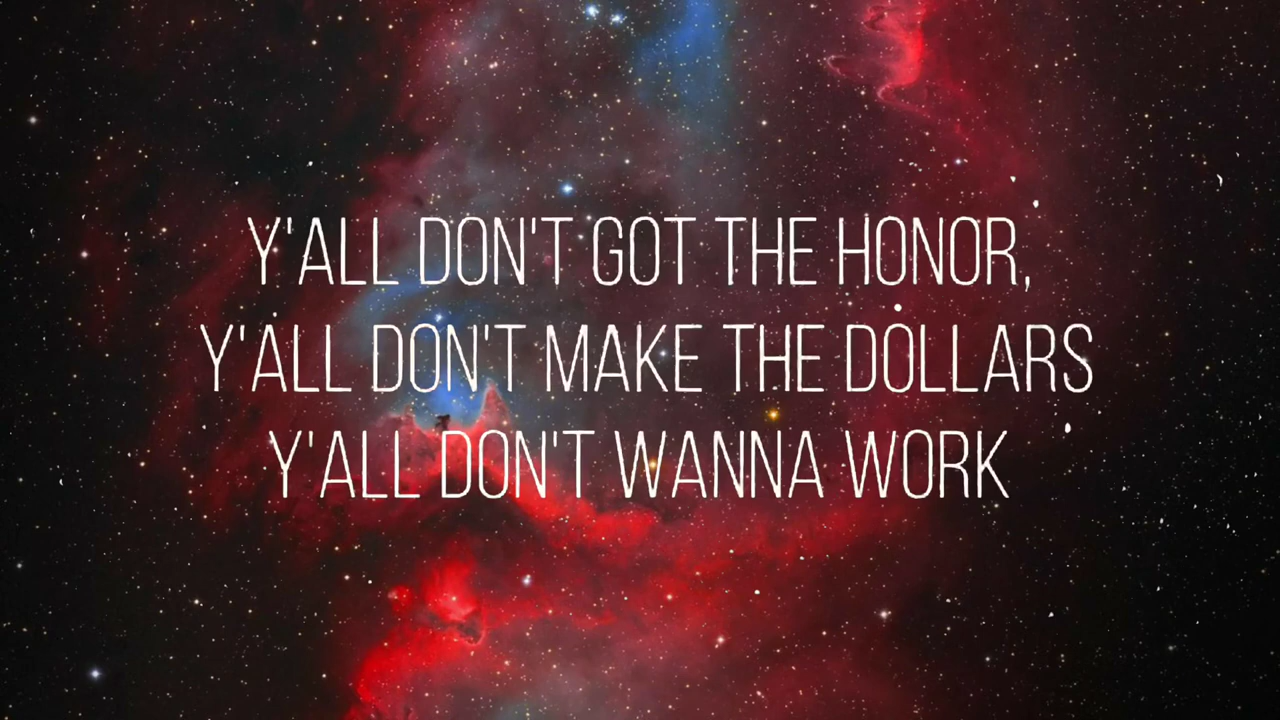 Y'ALL DON'T GOT THE HONOR,
Y'ALL DON'T MAKE THE DOLLARS
Y'ALL DON'T WANNA WORK